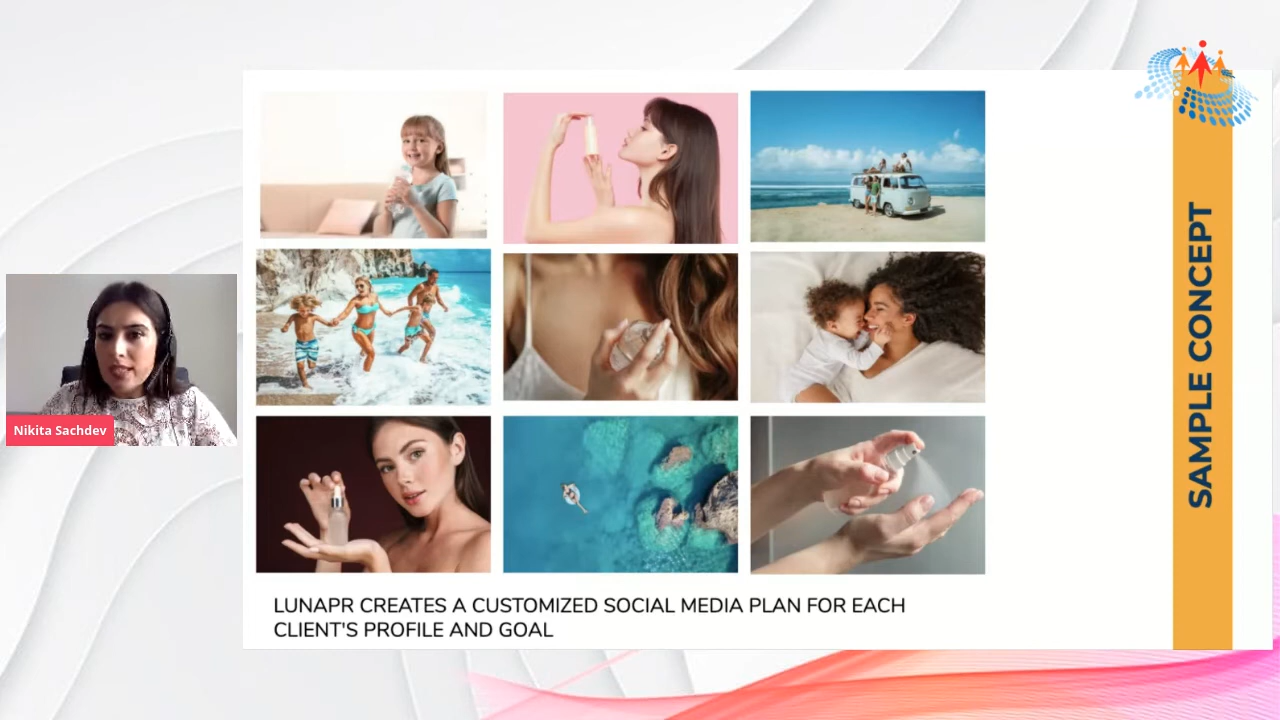 Nikita Sachdev
LUNAPR CREATES A CUSTOMIZED SOCIAL MEDIA PLAN FOR EACH
CLIENT'S PROFILE AND GOAL
SAMPLE CONCEPT